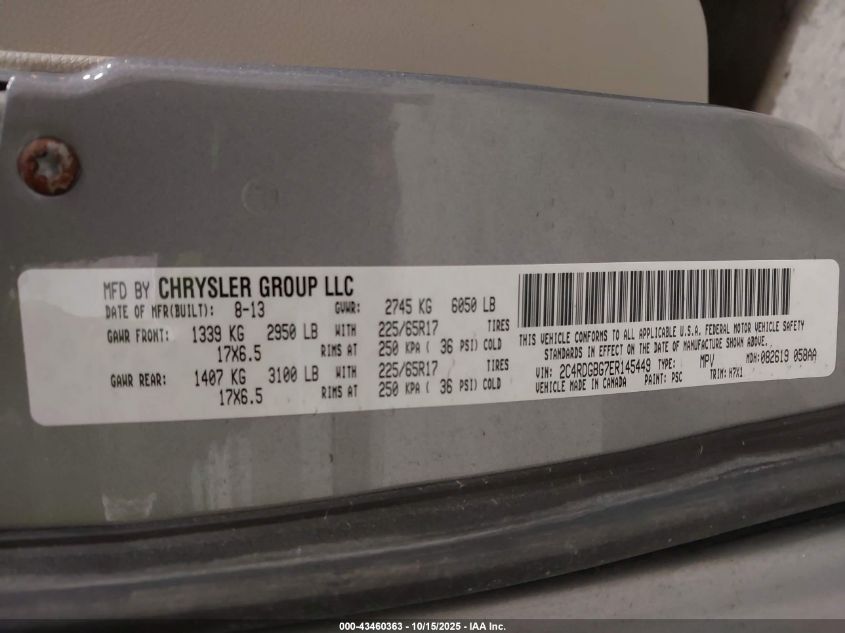 MFD BY CHRYSLER GROUP LLC
DATE OF MFR(BUILT): 8-13 GVWR: 2745 KG 6050 LB
GAWR FRONT: 1339 KG 2950 LB WITH 225/65R17 TIRES
17X6.5 RIMS AT 250 KPA ( 36 PSI) COLD
GAWR REAR: 1407 KG 3100 LB WITH 225/65R17 TIRES
17X6.5 RIMS AT 250 KPA ( 36 PSI) COLD
THIS VEHICLE CONFORMS TO ALL APPLICABLE U.S.A. FEDERAL MOTOR VEHICLE SAFETY
STANDARDS IN EFFECT ON THE DATE OF MANUFACTURE SHOWN ABOVE.
VIN: 2C4RDGBG7ER145449 TYPE: MPV MDH: 082619 058AA
VEHICLE MADE IN CANADA PAINT: PSC TRIM: H7X1
000-43460363 - 10/15/2025 - IAA Inc.